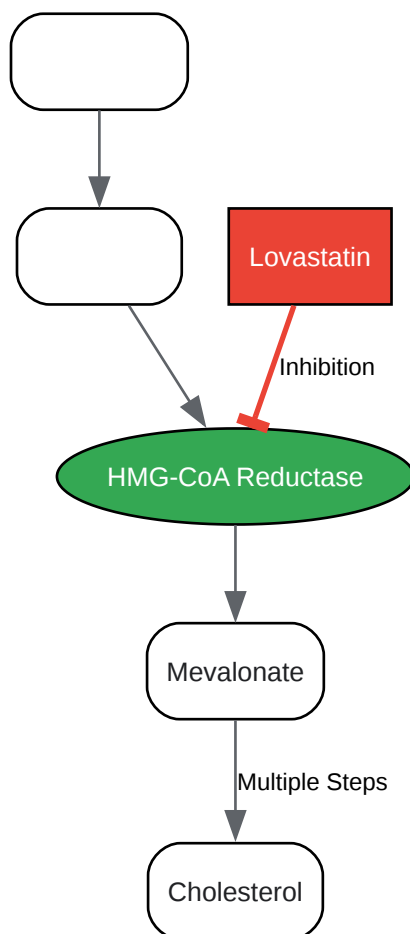 Lovastatin
Inhibition
HMG-CoA Reductase
Mevalonate
Multiple Steps
Cholesterol